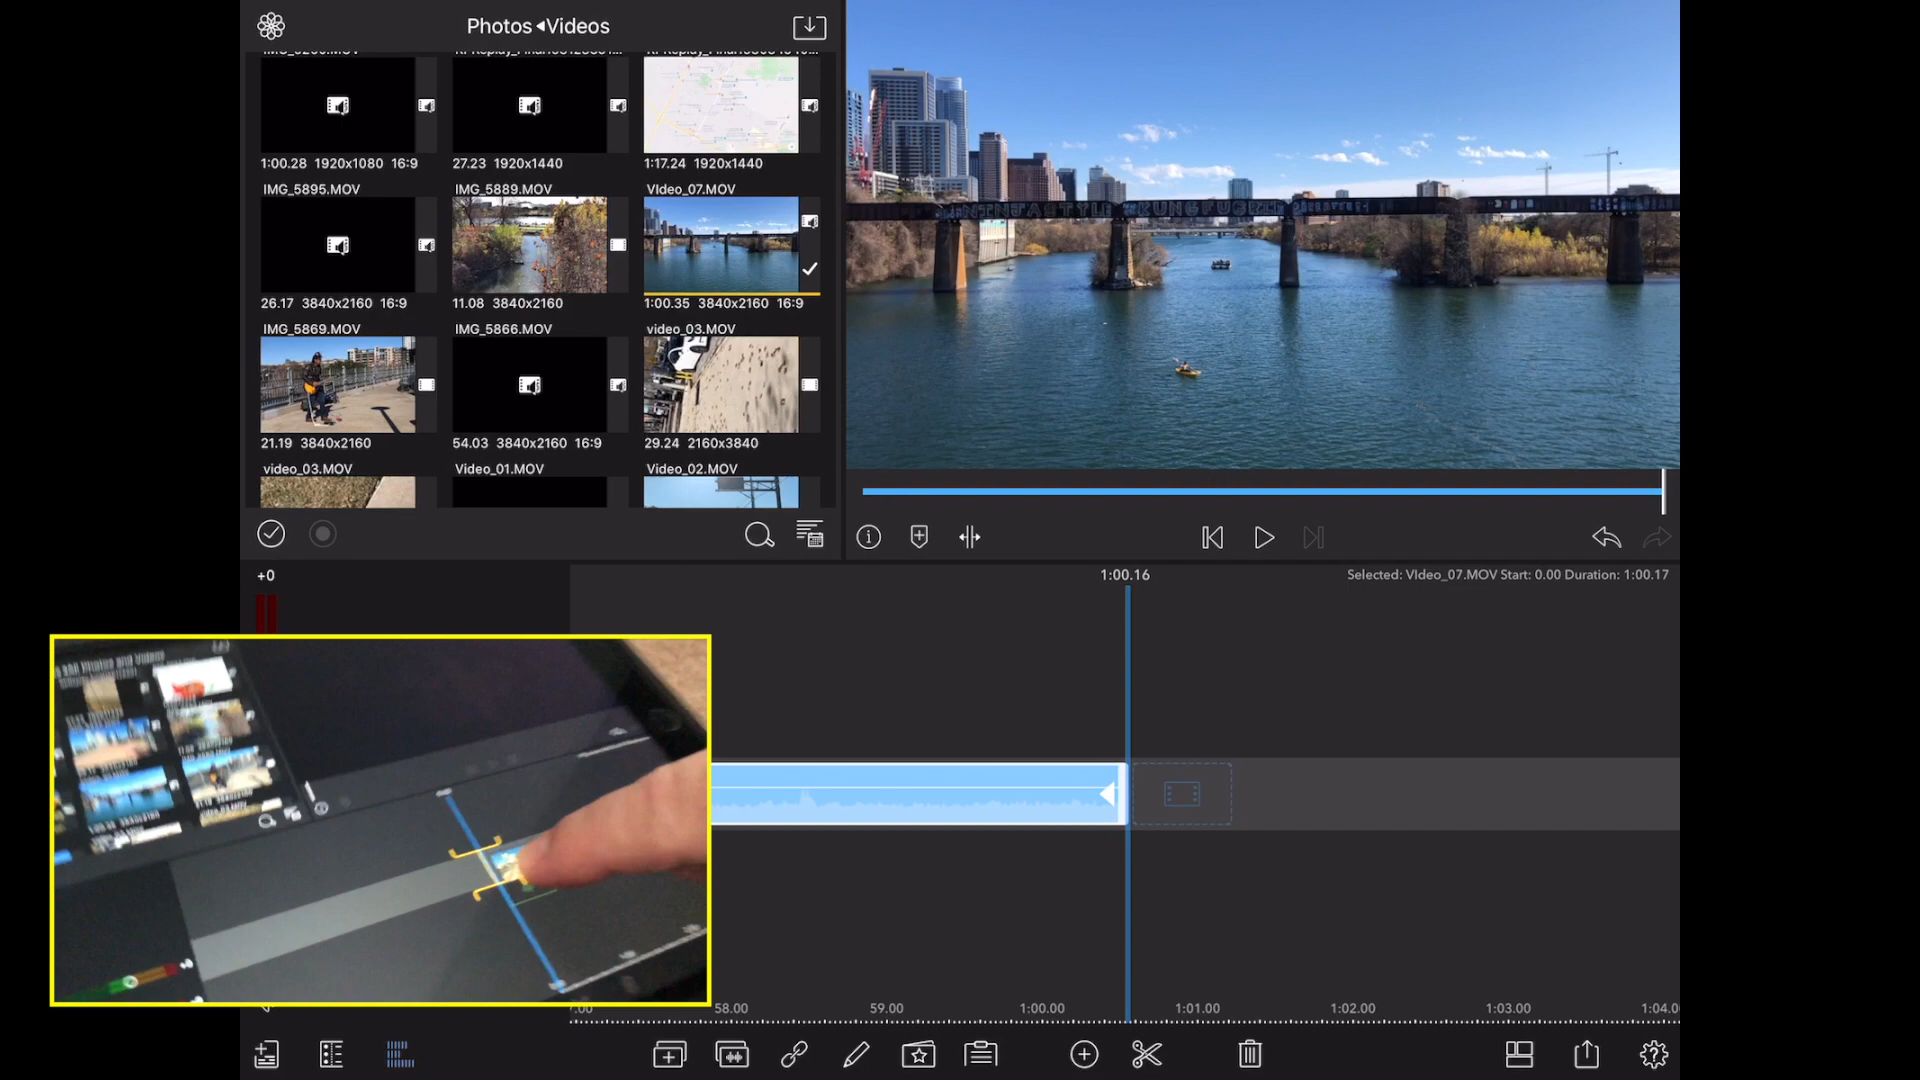 Photos ◂Videos
1:00.28 1920x1080 16:9
27.23 1920x1440
1:17.24 1920x1440
IMG_5895.MOV
IMG_5889.MOV
VIdeo_07.MOV
26.17 3840x2160 16:9
11.08 3840x2160
1:00.35 3840x2160 16:9
IMG_5869.MOV
IMG_5866.MOV
video_03.MOV
21.19 3840x2160
54.03 3840x2160 16:9
29.24 2160x3840
video_03.MOV
Video_01.MOV
Video_02.MOV
+0
1:00.16
Selected: VIdeo_07.MOV Start: 0.00 Duration: 1:00.17
58.00
59.00
1:00.00
1:01.00
1:02.00
1:03.00
1:04.0